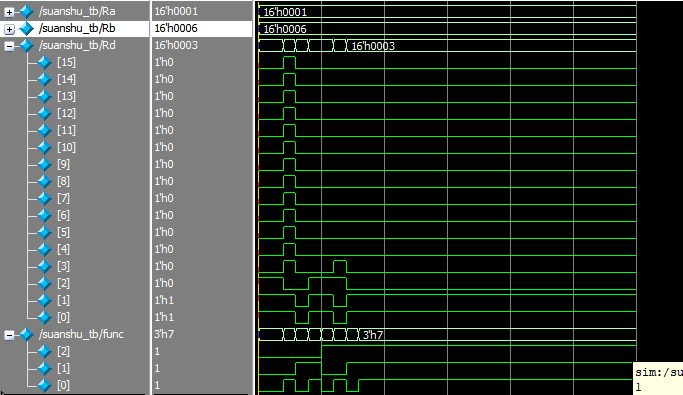 /suanshu_tb/Ra 16'h0001 16'h0001
/suanshu_tb/Rb 16'h0006 16'h0006
/suanshu_tb/Rd 16'h0003 16'h0003
[15] 1'h0
[14] 1'h0
[13] 1'h0
[12] 1'h0
[11] 1'h0
[10] 1'h0
[9] 1'h0
[8] 1'h0
[7] 1'h0
[6] 1'h0
[5] 1'h0
[4] 1'h0
[3] 1'h0
[2] 1'h0
[1] 1'h1
[0] 1'h1
/suanshu_tb/func 3'h7 3'h7
[2] 1
[1] 1
[0] 1
sim:/su
1